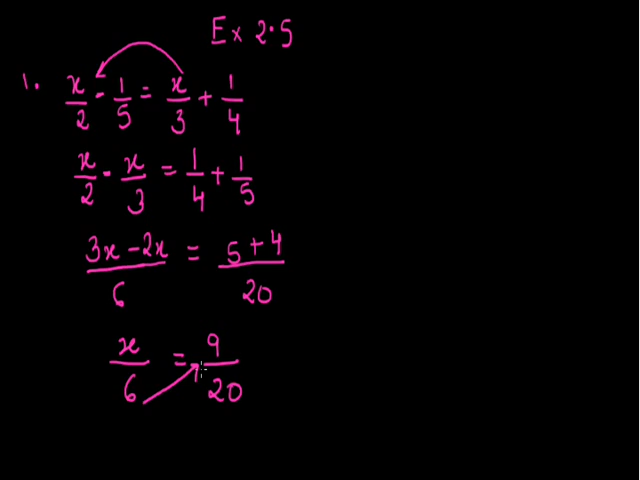 Ex 2.5
1. x/2 - 1/5 = x/3 + 1/4
x/2 - x/3 = 1/4 + 1/5
3x - 2x/6 = 5 + 4/20
x/6 = 9/20